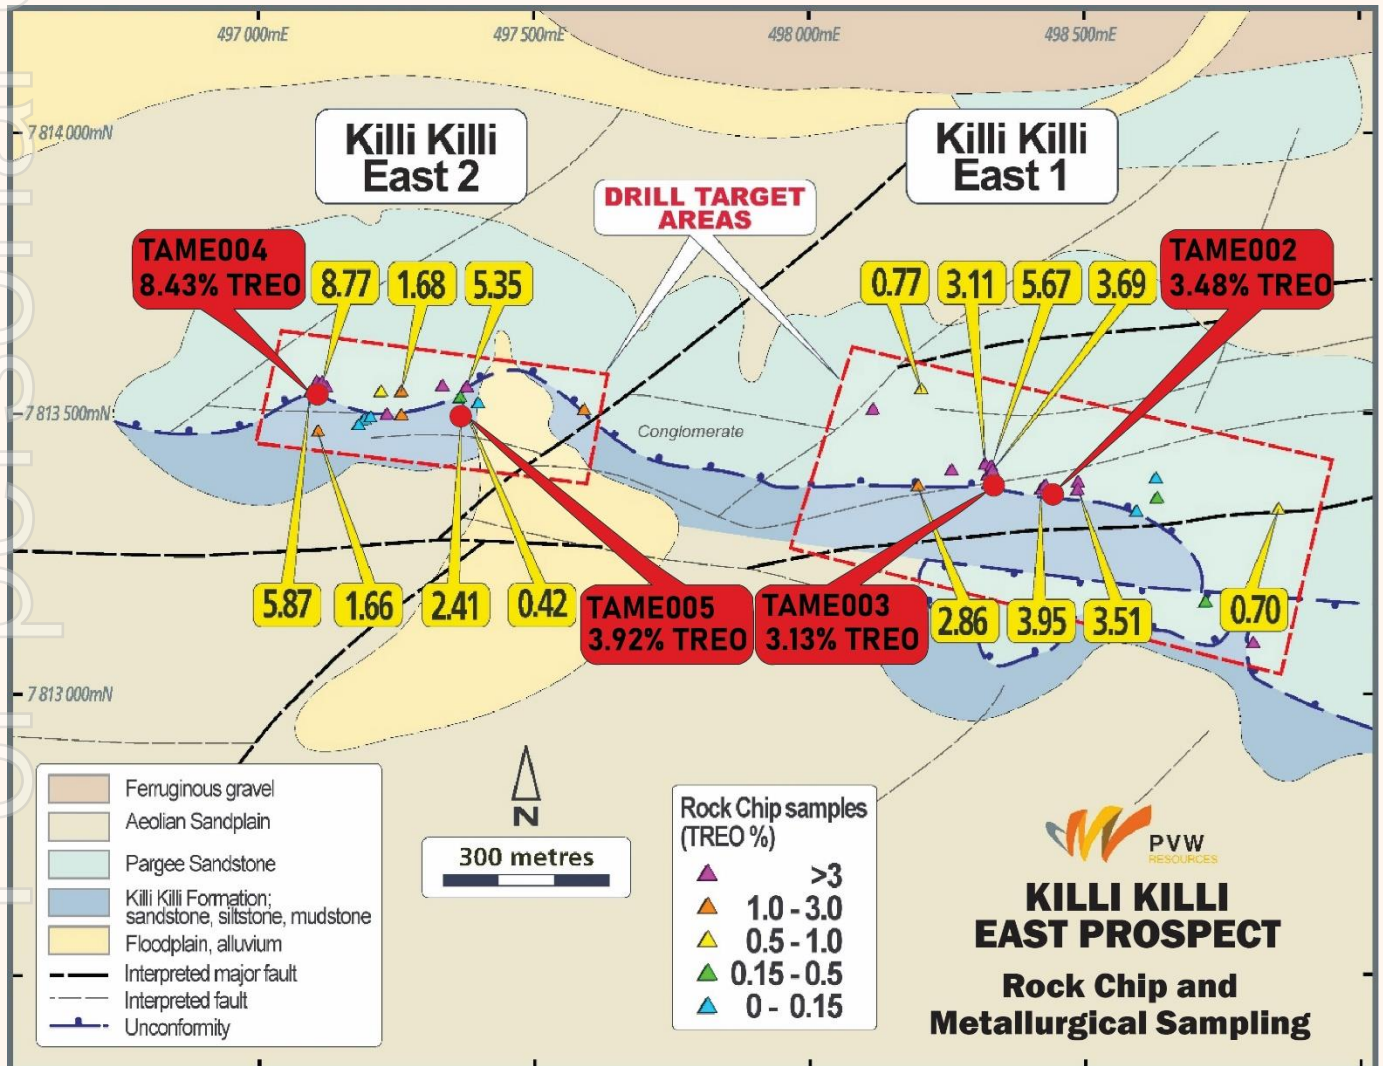 497 000mE
497 500mE
498 000mE
498 500mE
7 814 000mN
Killi Killi
East 2
Killi Killi
East 1
DRILL TARGET
AREAS
TAME004
8.43% TREO
8.77
1.68
5.35
0.77
3.11
5.67
3.69
TAME002
3.48% TREO
7 813 500mN
Conglomerate
5.87
1.66
2.41
0.42
TAME005
3.92% TREO
TAME003
3.13% TREO
2.86
3.95
3.51
0.70
7 813 000mN
Ferruginous gravel
Aeolian Sandplain
Pargee Sandstone
Killi Killi Formation;
sandstone, siltstone, mudstone
Floodplain, alluvium
Interpreted major fault
Interpreted fault
Unconformity
N
300 metres
Rock Chip samples
(TREO %)
>3
1.0 - 3.0
0.5 - 1.0
0.15 - 0.5
0 - 0.15
PVW
RESOURCES
KILLI KILLI
EAST PROSPECT
Rock Chip and
Metallurgical Sampling
For personal